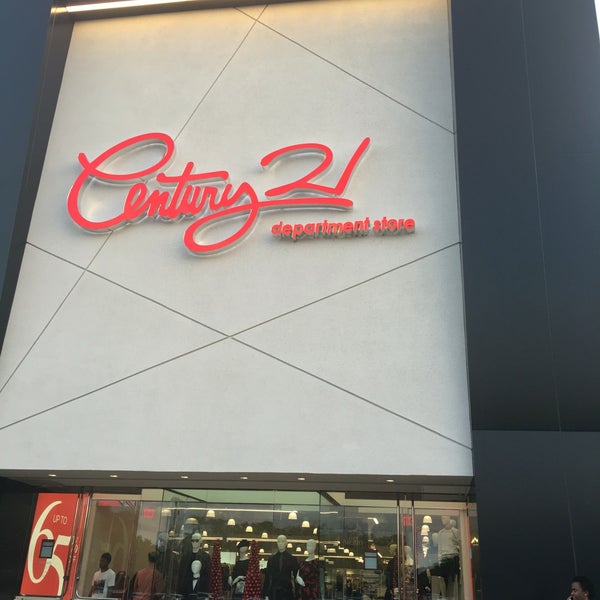 Century 21
department store
UP TO
65